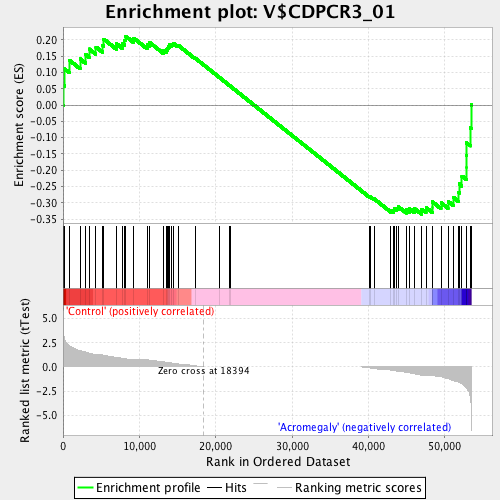 Enrichment plot: V$CDPCR3_01
Enrichment score (ES)
0.20
0.15
0.10
0.05
0.00
-0.05
-0.10
-0.15
-0.20
-0.25
-0.30
-0.35
'Control' (positively correlated)
Ranked list metric (tTest)
5.0
2.5
0.0
-2.5
-5.0
Zero cross at 18394
'Acromegaly' (negatively correlated)
0 10,000 20,000 30,000 40,000 50,000
Rank in Ordered Dataset
Enrichment profile Hits Ranking metric scores